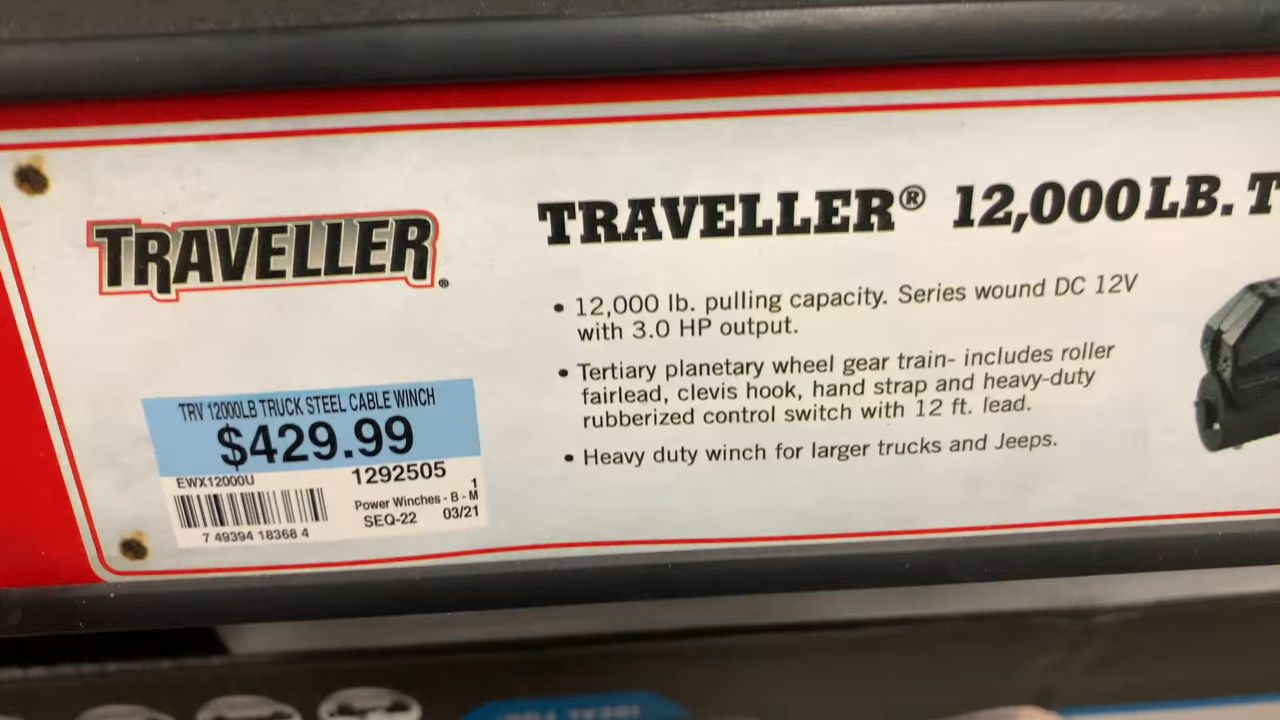 TRAVELLER®
TRAVELLER® 12,000 LB. T
• 12,000 lb. pulling capacity. Series wound DC 12V
with 3.0 HP output.
• Tertiary planetary wheel gear train- includes roller
fairlead, clevis hook, hand strap and heavy-duty
rubberized control switch with 12 ft. lead.
• Heavy duty winch for larger trucks and Jeeps.
TRV 12000LB TRUCK STEEL CABLE WINCH
$429.99
EWX12000U
1292505
1
Power Winches - B - M
SEQ-22 03/21
7 49394 18368 4